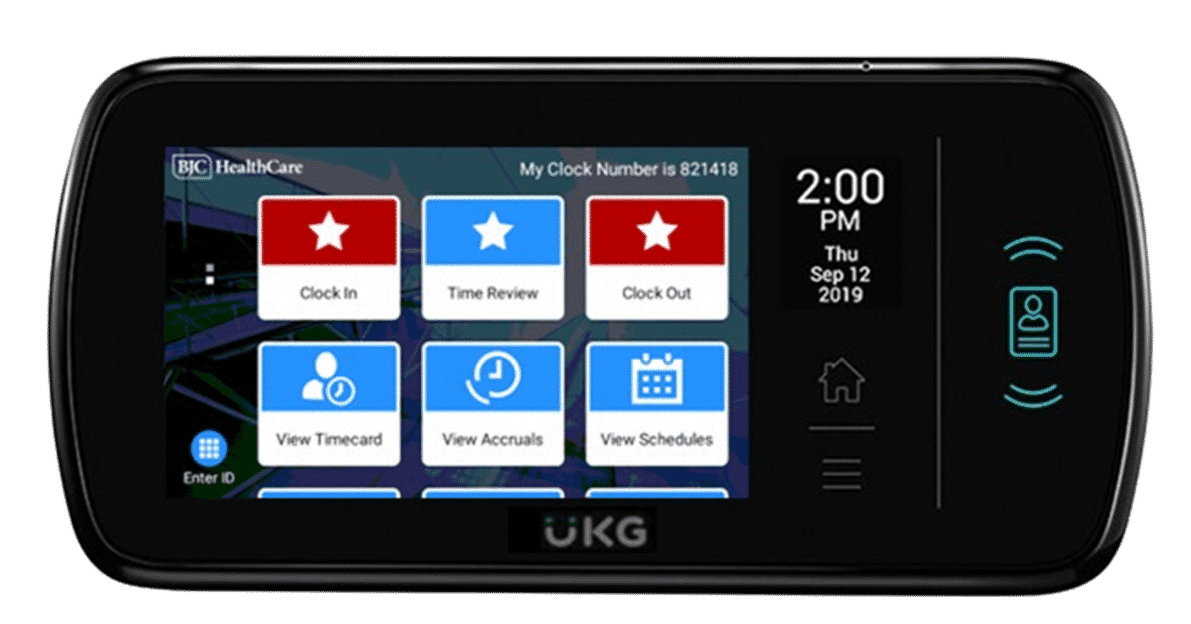 BJC HealthCare
My Clock Number is 821418
Clock In
Time Review
Clock Out
View Timecard
View Accruals
View Schedules
Enter ID
2:00
PM
Thu
Sep 12
2019
UKG